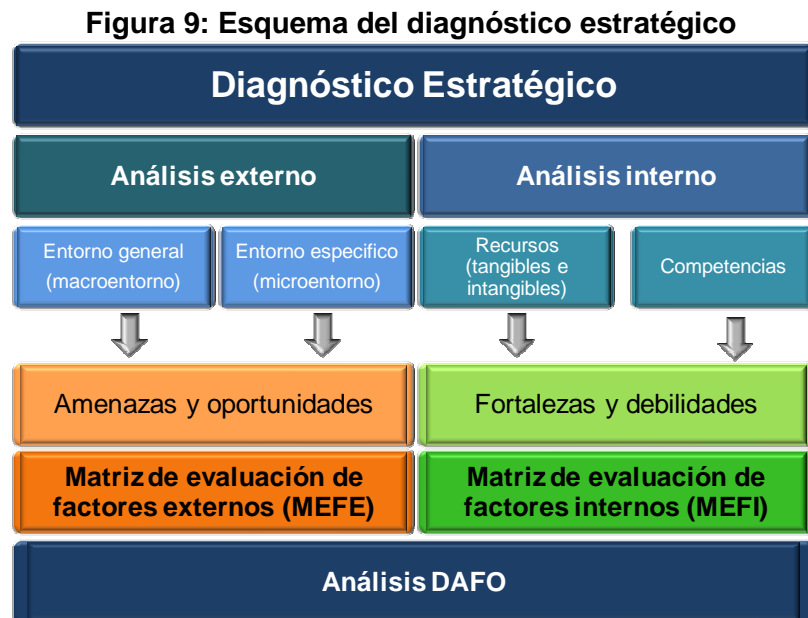 Figura 9: Esquema del diagnóstico estratégico
Diagnóstico Estratégico
Análisis externo
Análisis interno
Entorno general
(macroentorno)
Entorno especifico
(microentorno)
Recursos
(tangibles e
intangibles)
Competencias
Amenazas y oportunidades
Fortalezas y debilidades
Matriz de evaluación de
factores externos (MEFE)
Matriz de evaluación de
factores internos (MEFI)
Análisis DAFO